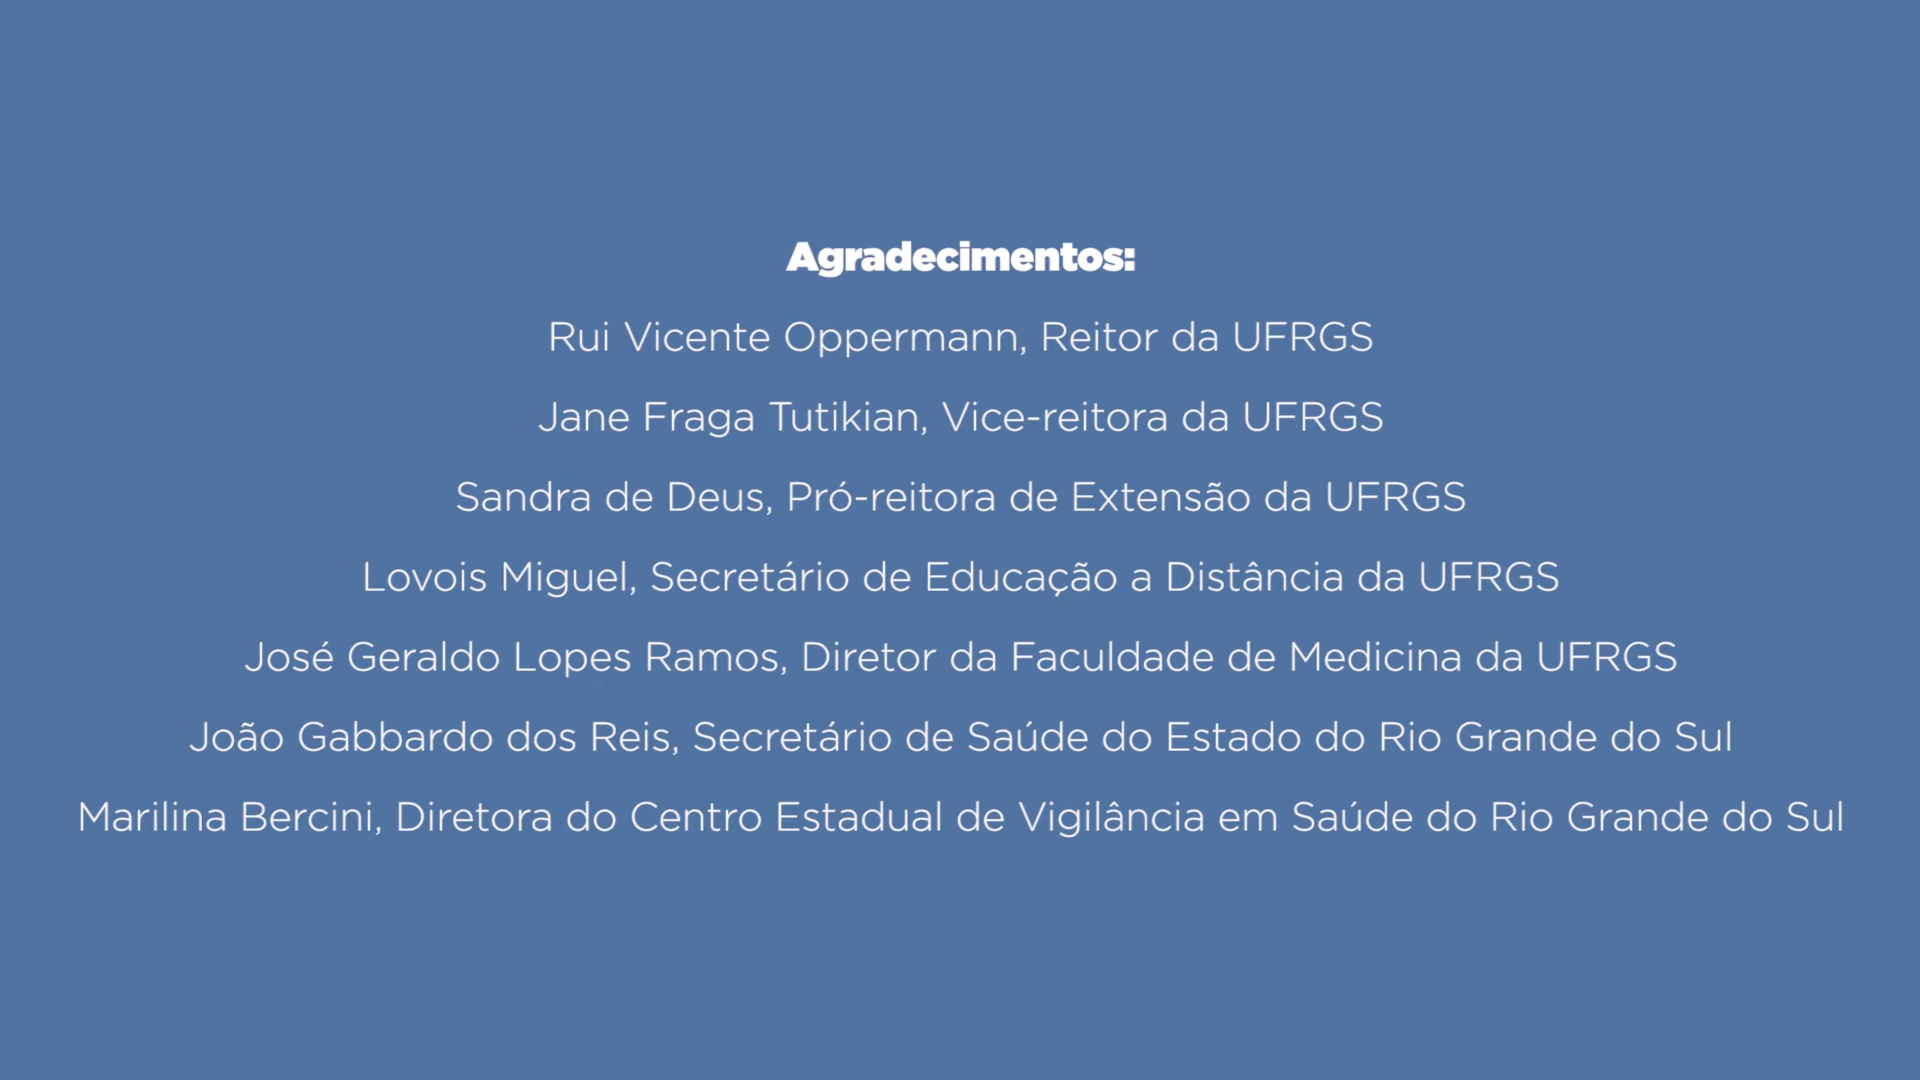 Agradecimentos:
Rui Vicente Oppermann, Reitor da UFRGS
Jane Fraga Tutikian, Vice-reitora da UFRGS
Sandra de Deus, Pró-reitora de Extensão da UFRGS
Lovois Miguel, Secretário de Educação a Distância da UFRGS
José Geraldo Lopes Ramos, Diretor da Faculdade de Medicina da UFRGS
João Gabbardo dos Reis, Secretário de Saúde do Estado do Rio Grande do Sul
Marilina Bercini, Diretora do Centro Estadual de Vigilância em Saúde do Rio Grande do Sul